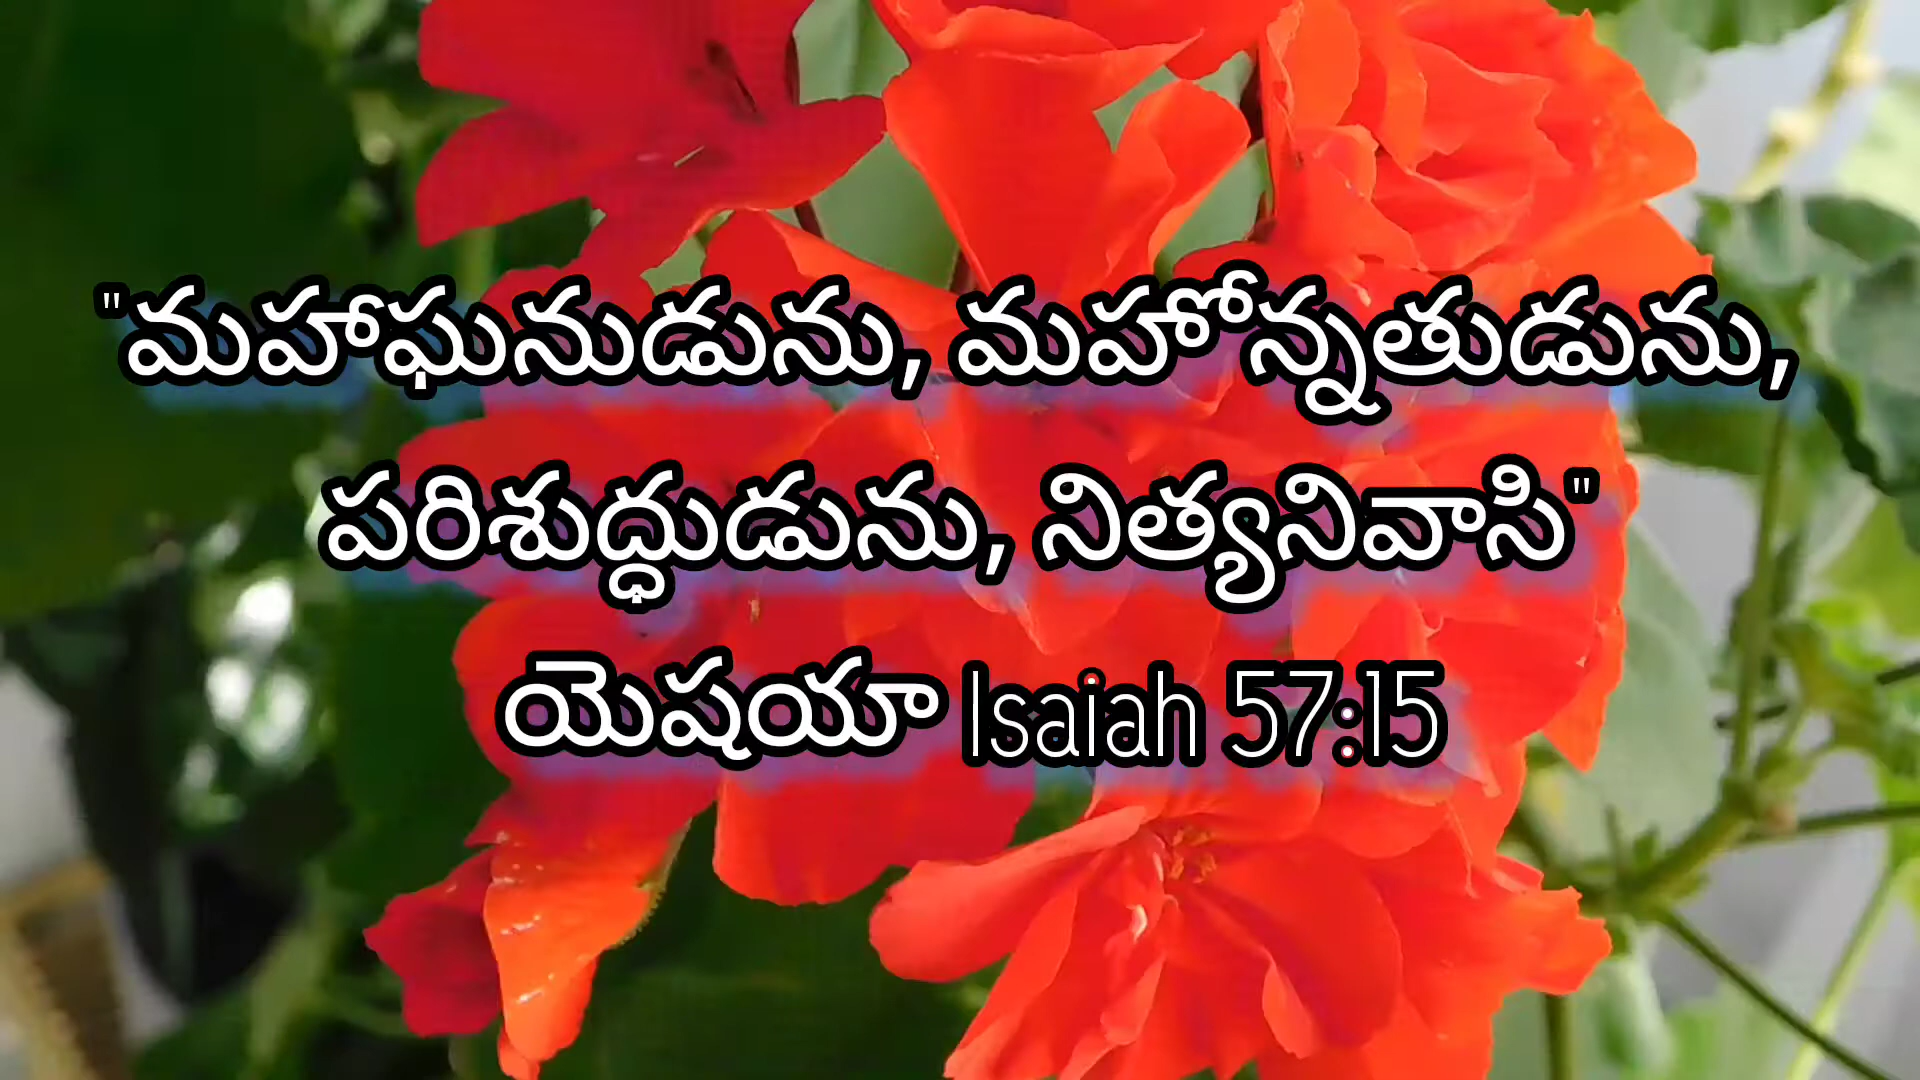 "మహాఘనుడును, మహోన్నతుడును,
పరిశుద్ధుడును, నిత్యనివాసి"
యెషయా Isaiah 57:15